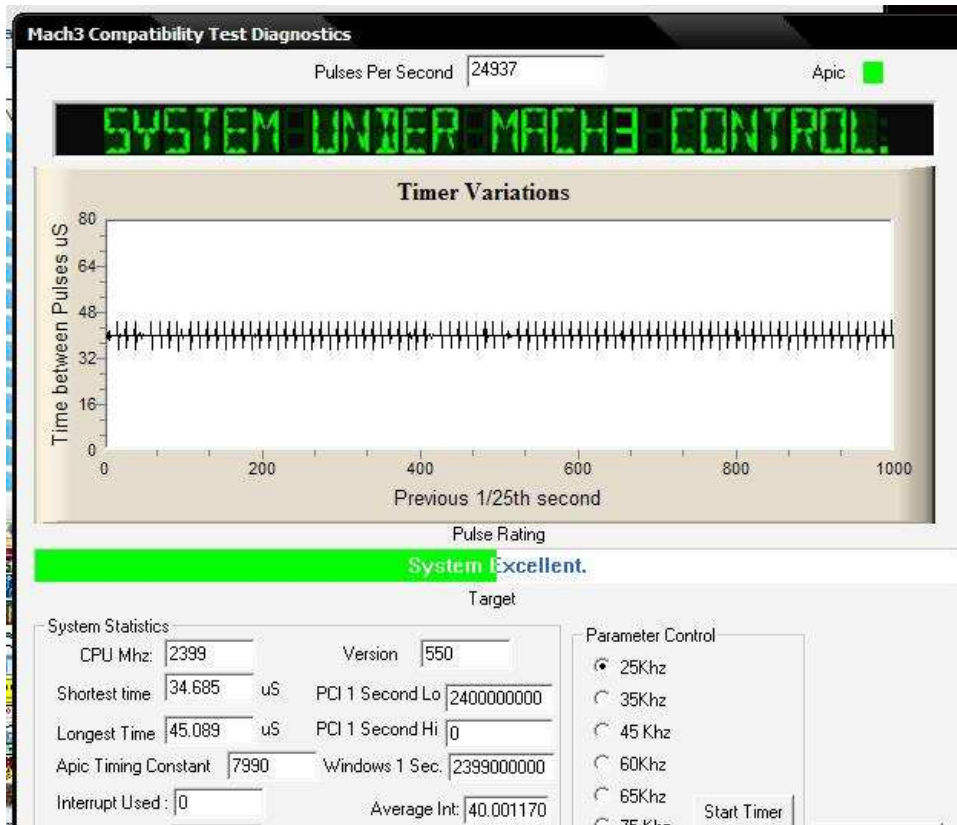 Mach3 Compatibility Test Diagnostics
Pulses Per Second 24937 Apic
SYSTEM UNDER MACH3 CONTROL.
Timer Variations
Time between Pulses uS
80
64
48
32
16
0
0 200 400 600 800 1000
Previous 1/25th second
Pulse Rating
System Excellent.
Target
System Statistics
CPU Mhz: 2399
Shortest time 34.685 uS
Longest Time 45.089 uS
Apic Timing Constant 7990
Interrupt Used : 0
Version 550
PCI 1 Second Lo 2400000000
PCI 1 Second Hi 0
Windows 1 Sec. 2399000000
Average Int: 40.001170
Parameter Control
25Khz
35Khz
45 Khz
60Khz
65Khz
Start Timer